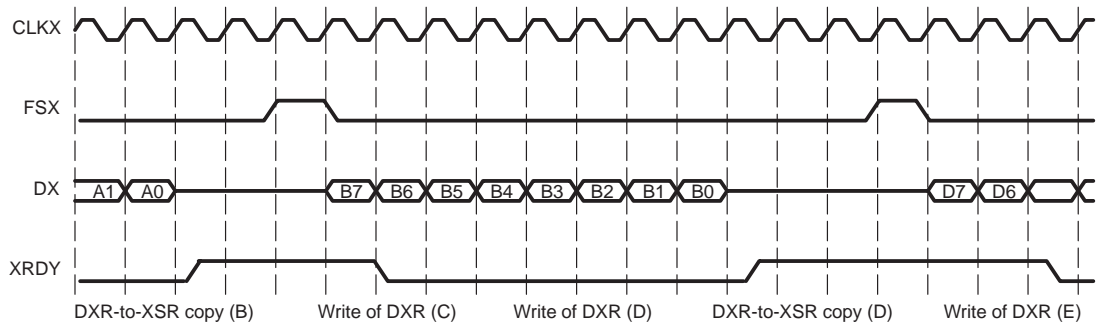 CLKX
FSX
DX A1 A0 B7 B6 B5 B4 B3 B2 B1 B0 D7 D6
XRDY
DXR-to-XSR copy (B) Write of DXR (C) Write of DXR (D) DXR-to-XSR copy (D) Write of DXR (E)